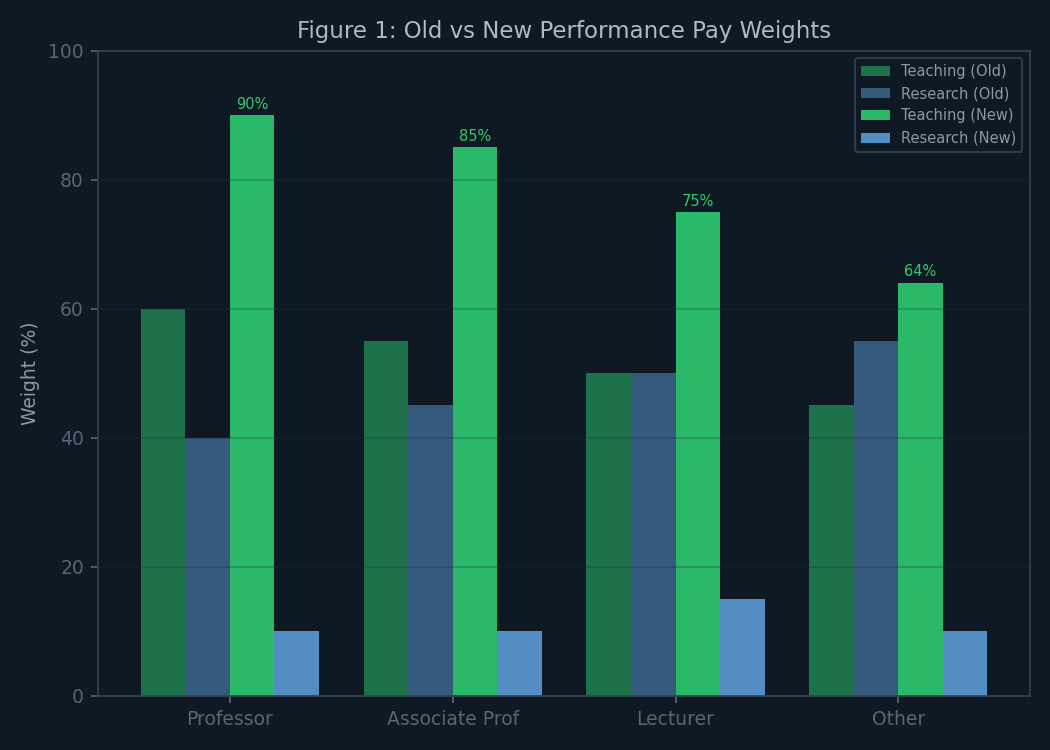 Figure 1: Old vs New Performance Pay Weights
Teaching (Old)
Research (Old)
Teaching (New)
Research (New)
Weight (%)
100
80
60
40
20
0
90%
85%
75%
64%
Professor
Associate Prof
Lecturer
Other